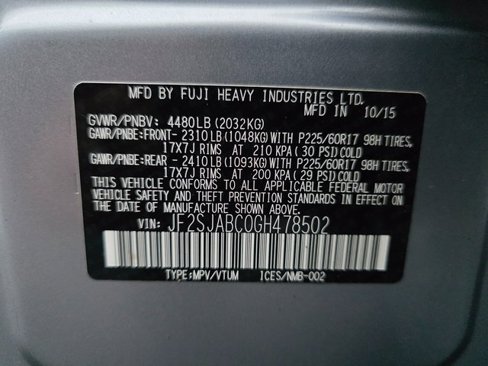 MFD BY FUJI HEAVY INDUSTRIES LTD.
MFD IN 10/15
GVWR/PNBV: 4480LB(2032KG)
GAWR/PNBE:FRONT- 2310LB(1048KG)WITH P225/60R17 98H TIRES,
17X7J RIMS AT 210 KPA(30 PSI)COLD
GAWR/PNBE:REAR - 2410LB(1093KG)WITH P225/60R17 98H TIRES,
17X7J RIMS AT 200 KPA(29 PSI)COLD
THIS VEHICLE CONFORMS TO ALL APPLICABLE FEDERAL MOTOR
VEHICLE SAFETY AND THEFT PREVENTION STANDARDS IN EFFECT ON
THE DATE OF MANUFACTURE SHOWN ABOVE.
VIN: JF2SJABC0GH478502
TYPE:MPV/VTUM ICES/NMB-002